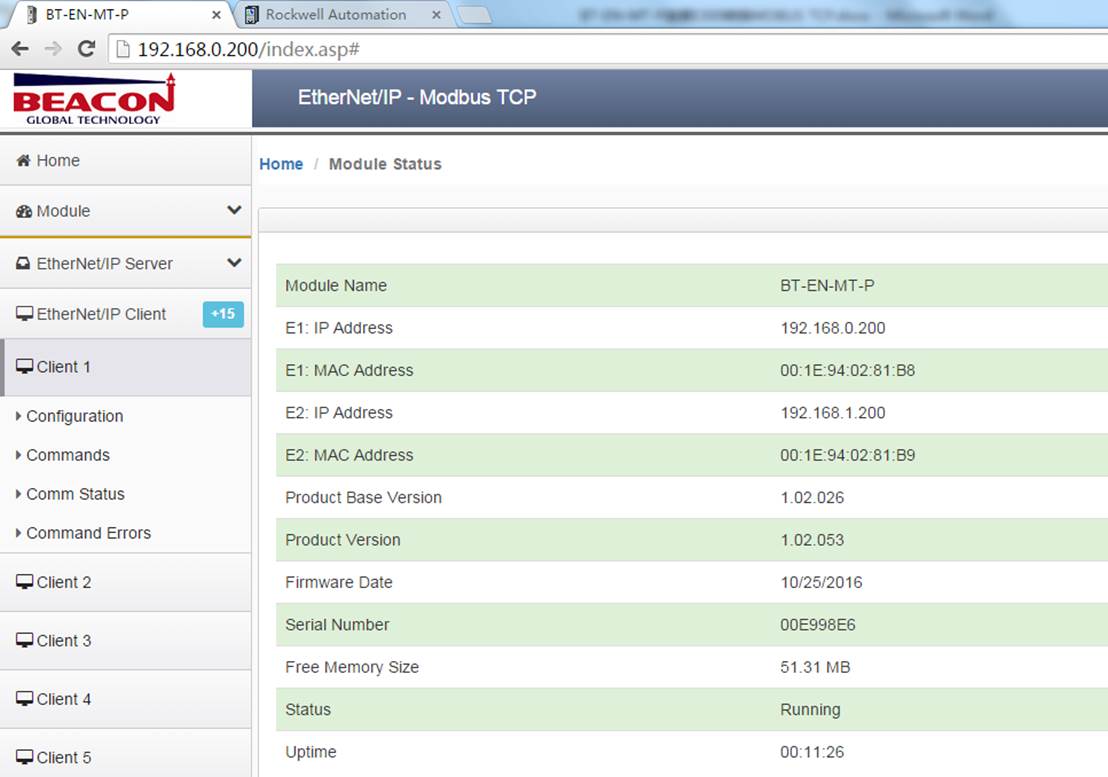 BT-EN-MT-P
Rockwell Automation
192.168.0.200/index.asp#
BEACON
GLOBAL TECHNOLOGY
EtherNet/IP - Modbus TCP
Home
Module
EtherNet/IP Server
EtherNet/IP Client +15
Client 1
Configuration
Commands
Comm Status
Command Errors
Client 2
Client 3
Client 4
Client 5
Home / Module Status
Module Name BT-EN-MT-P
E1: IP Address 192.168.0.200
E1: MAC Address 00:1E:94:02:81:B8
E2: IP Address 192.168.1.200
E2: MAC Address 00:1E:94:02:81:B9
Product Base Version 1.02.026
Product Version 1.02.053
Firmware Date 10/25/2016
Serial Number 00E998E6
Free Memory Size 51.31 MB
Status Running
Uptime 00:11:26